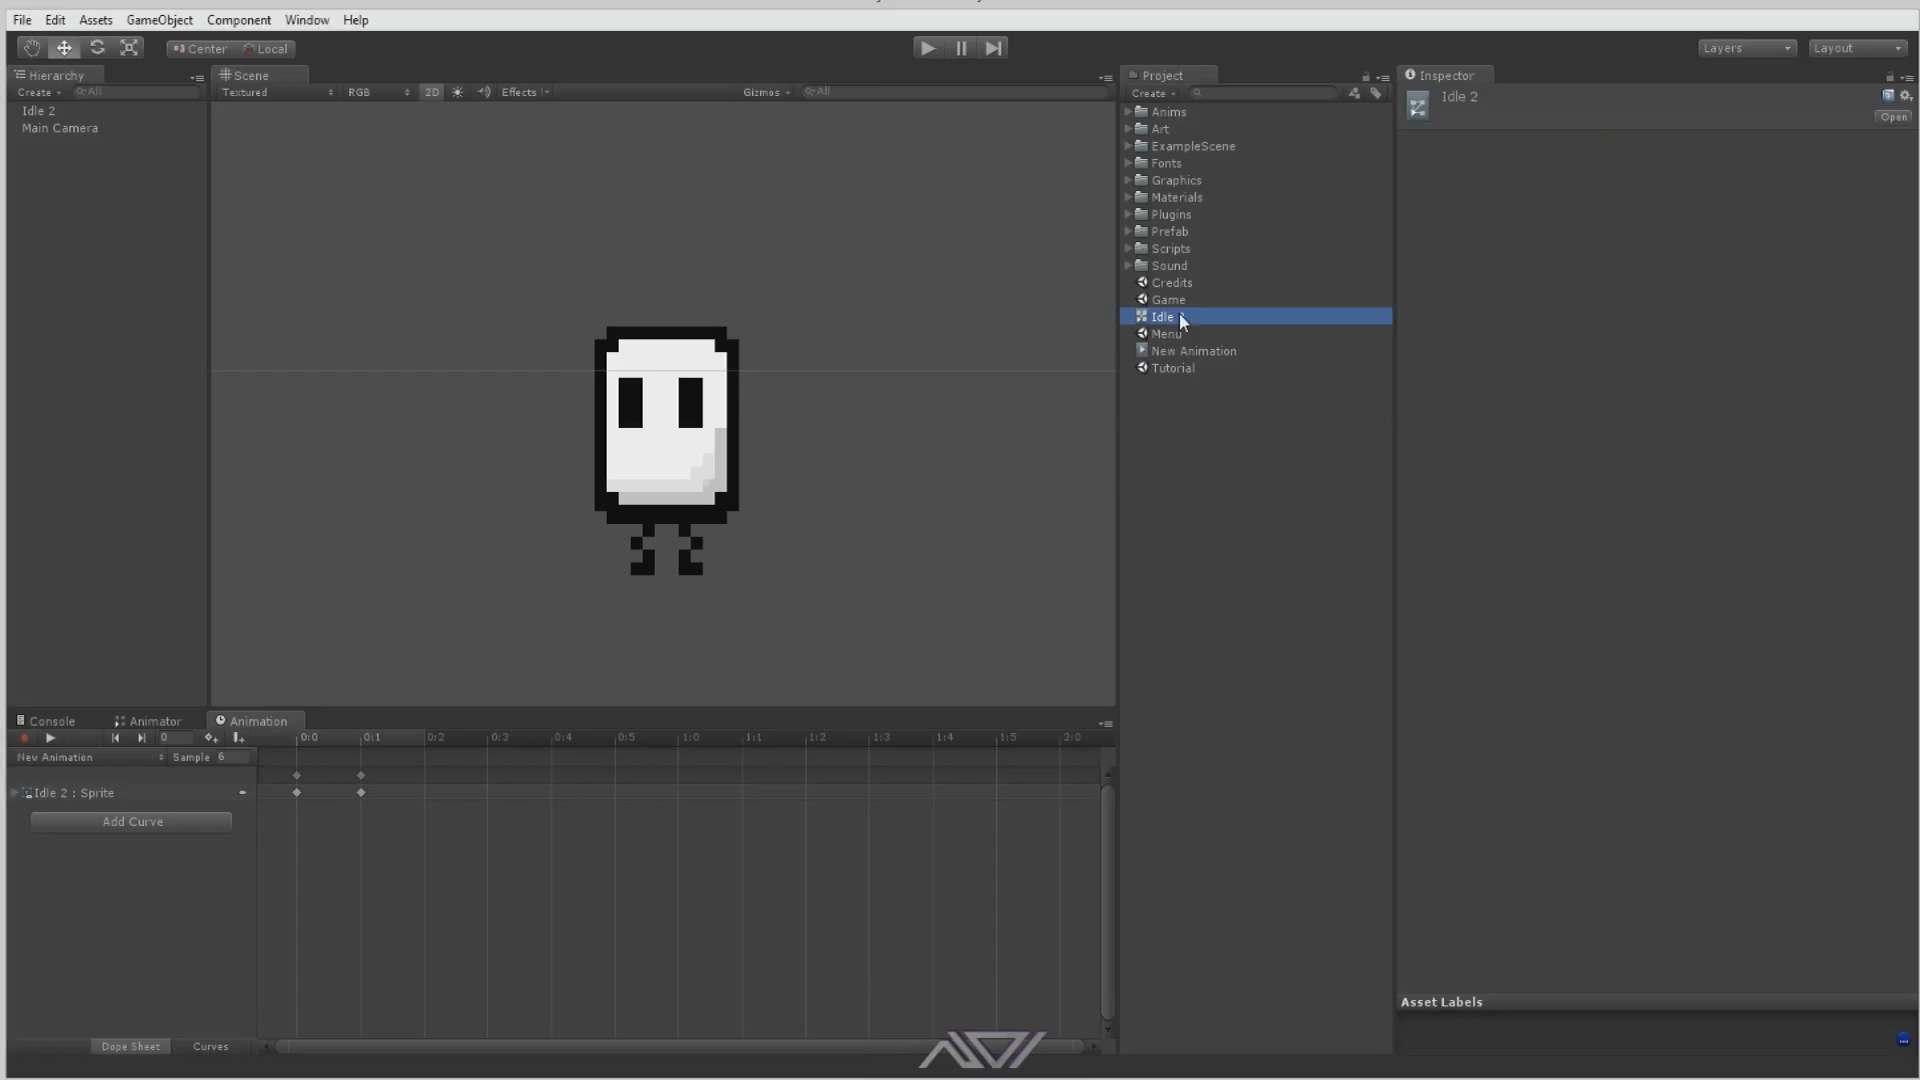 File Edit Assets GameObject Component Window Help
Center Local
Layers Layout
Hierarchy
Create All
Idle 2
Main Camera
Scene
Textured RGB 2D Effects Gizmos All
Project
Create
Anims
Art
ExampleScene
Fonts
Graphics
Materials
Plugins
Prefab
Scripts
Sound
Credits
Game
Idle
Menu
New Animation
Tutorial
Inspector
Idle 2
Open
Console Animator Animation
0 0:0 0:1 0:2 0:3 0:4 0:5 1:0 1:1 1:2 1:3 1:4 1:5 2:0
New Animation Sample 6
Idle 2 : Sprite
Add Curve
Dope Sheet Curves
Asset Labels